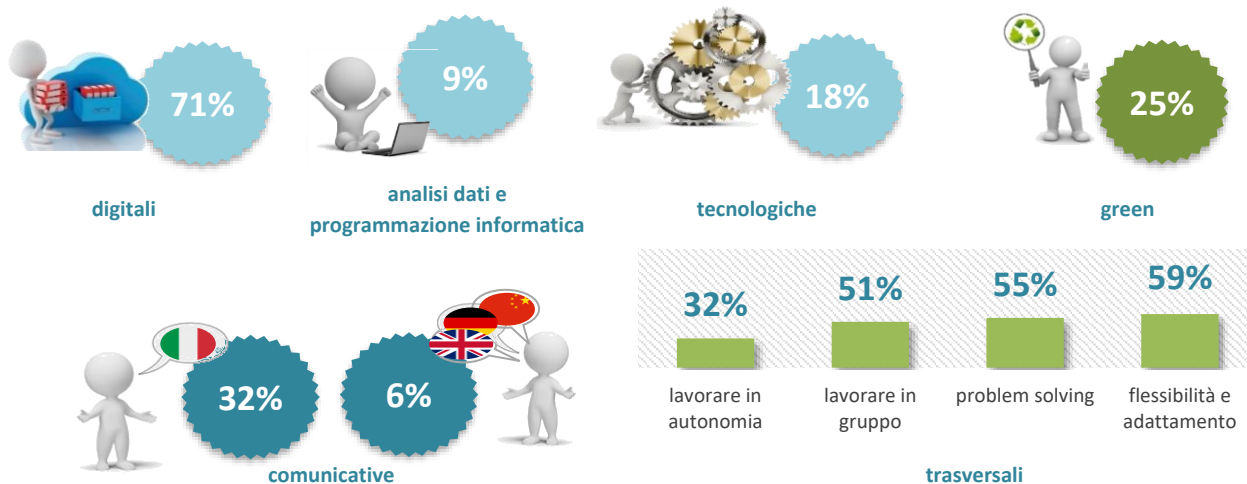 71%
9%
18%
25%
digitali
analisi dati e
programmazione informatica
tecnologiche
green
32%
6%
comunicative
32%
51%
55%
59%
lavorare in
autonomia
lavorare in
gruppo
problem solving
flessibilità e
adattamento
trasversali